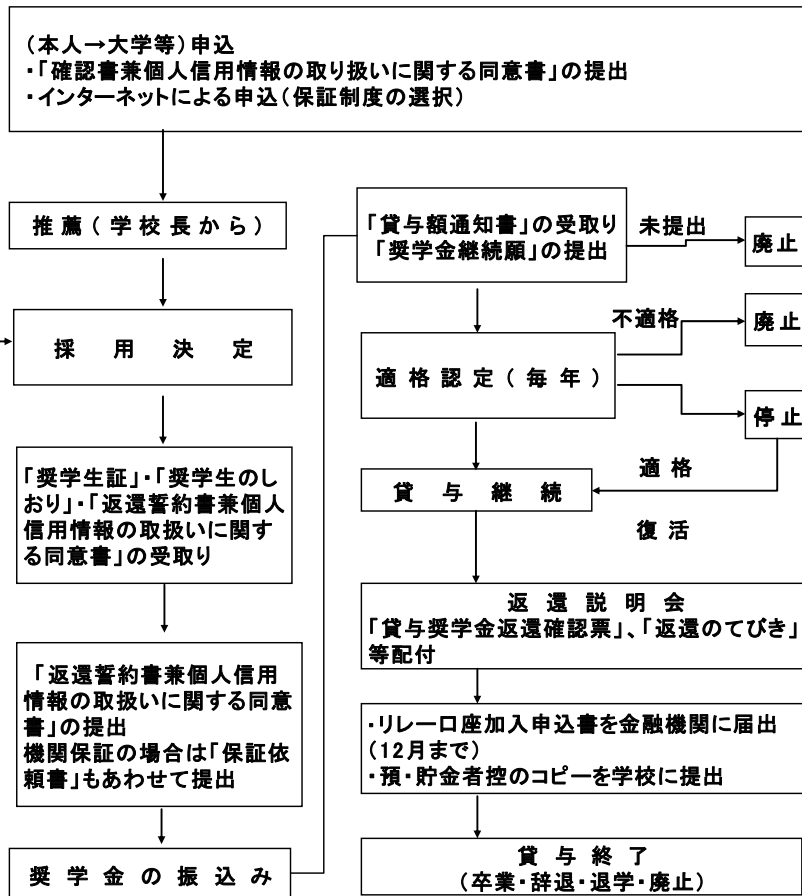 (本人→大学等)申込
・「確認書兼個人信用情報の取り扱いに関する同意書」の提出
・インターネットによる申込(保証制度の選択)
推薦(学校長から)
採用決定
「奨学生証」・「奨学生のし
おり」・「返還誓約書兼個人
信用情報の取扱いに関す
る同意書」の受取り
「返還誓約書兼個人信用
情報の取扱いに関する同意
書」の提出
機関保証の場合は「保証依
頼書」もあわせて提出
奨学金の振込み
「貸与額通知書」の受取り
「奨学金継続願」の提出
未提出
廃止
不適格
廃止
適格認定(毎年)
停止
適格
貸与継続
復活
返還説明会
「貸与奨学金返還確認票」、「返還のてびき」
等配付
・リレー口座加入申込書を金融機関に届出
(12月まで)
・預・貯金者控のコピーを学校に提出
貸与終了
(卒業・辞退・退学・廃止)